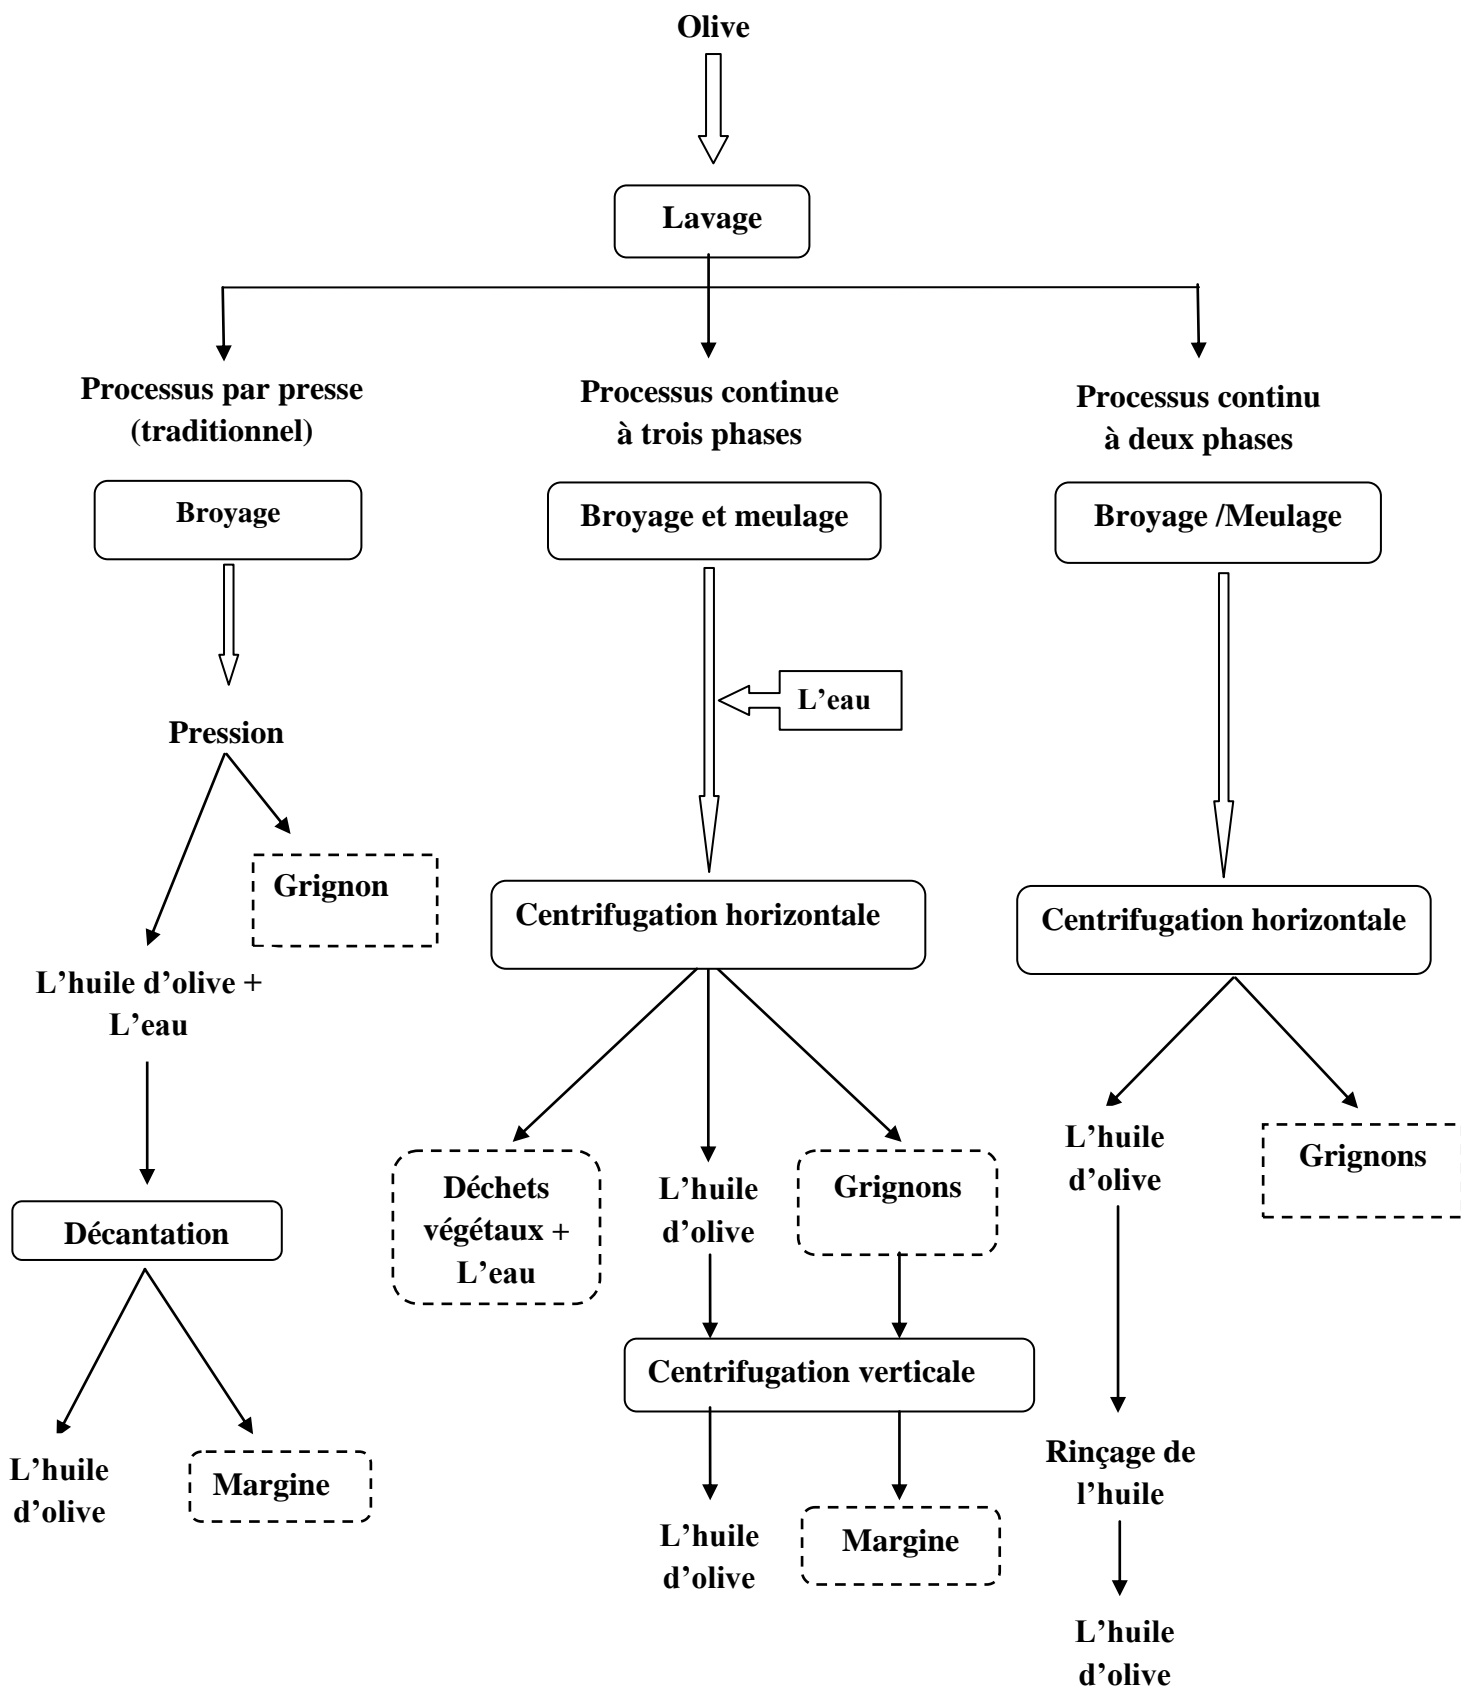 Olive
Lavage
Processus par presse
(traditionnel)
Processus continue
à trois phases
Processus continu
à deux phases
Broyage
Broyage et meulage
Broyage /Meulage
L’eau
Pression
Grignon
Centrifugation horizontale
Centrifugation horizontale
L’huile d’olive +
L’eau
Déchets
végétaux +
L’eau
L’huile
d’olive
Grignons
L’huile
d’olive
Grignons
Décantation
Centrifugation verticale
L’huile
d’olive
Margine
L’huile
d’olive
Margine
Rinçage de
l’huile
L’huile
d’olive